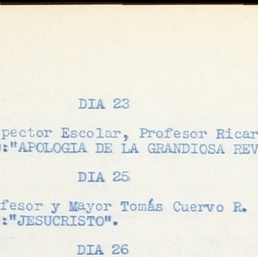 DIA 23
pector Escolar, Profesor Ricar
:"APOLOGIA DE LA GRANDIOSA REV
DIA 25
fesor y Mayor Tomás Cuervo R.
:"JESUCRISTO".
DIA 26